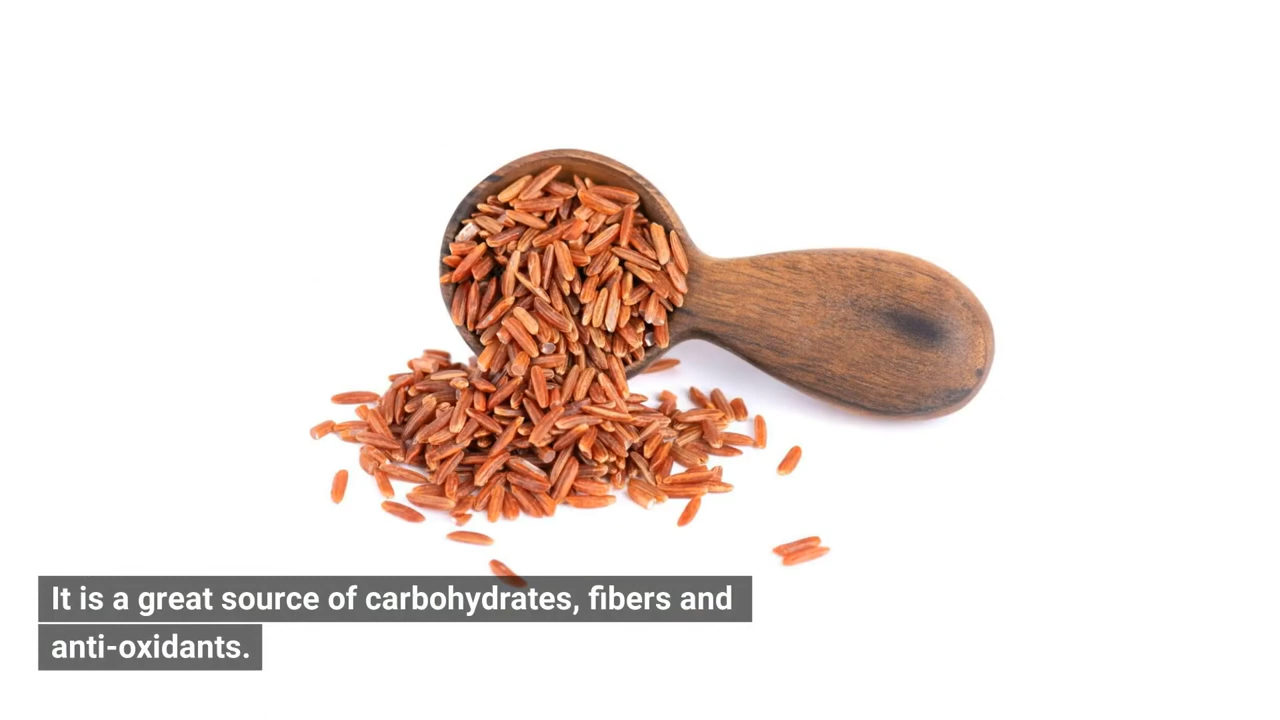 It is a great source of carbohydrates, fibers and
anti-oxidants.